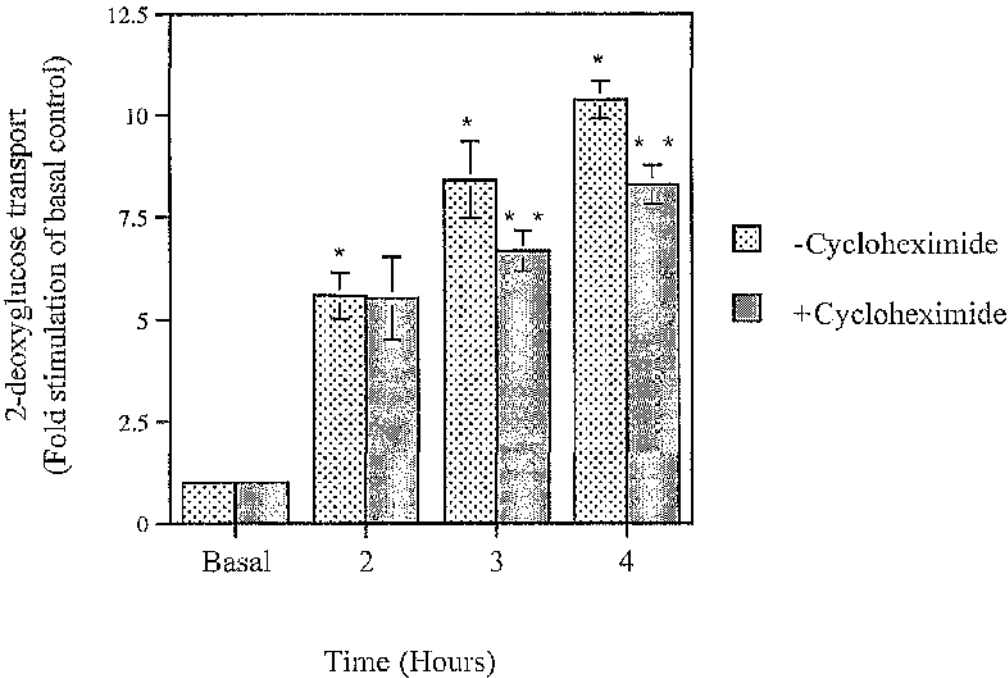 2-deoxyglucose transport
(Fold stimulation of basal control)
12.5
10
7.5
5
2.5
0
*
*
* *
*
* *
Basal
2
3
4
Time (Hours)
-Cycloheximide
+Cycloheximide